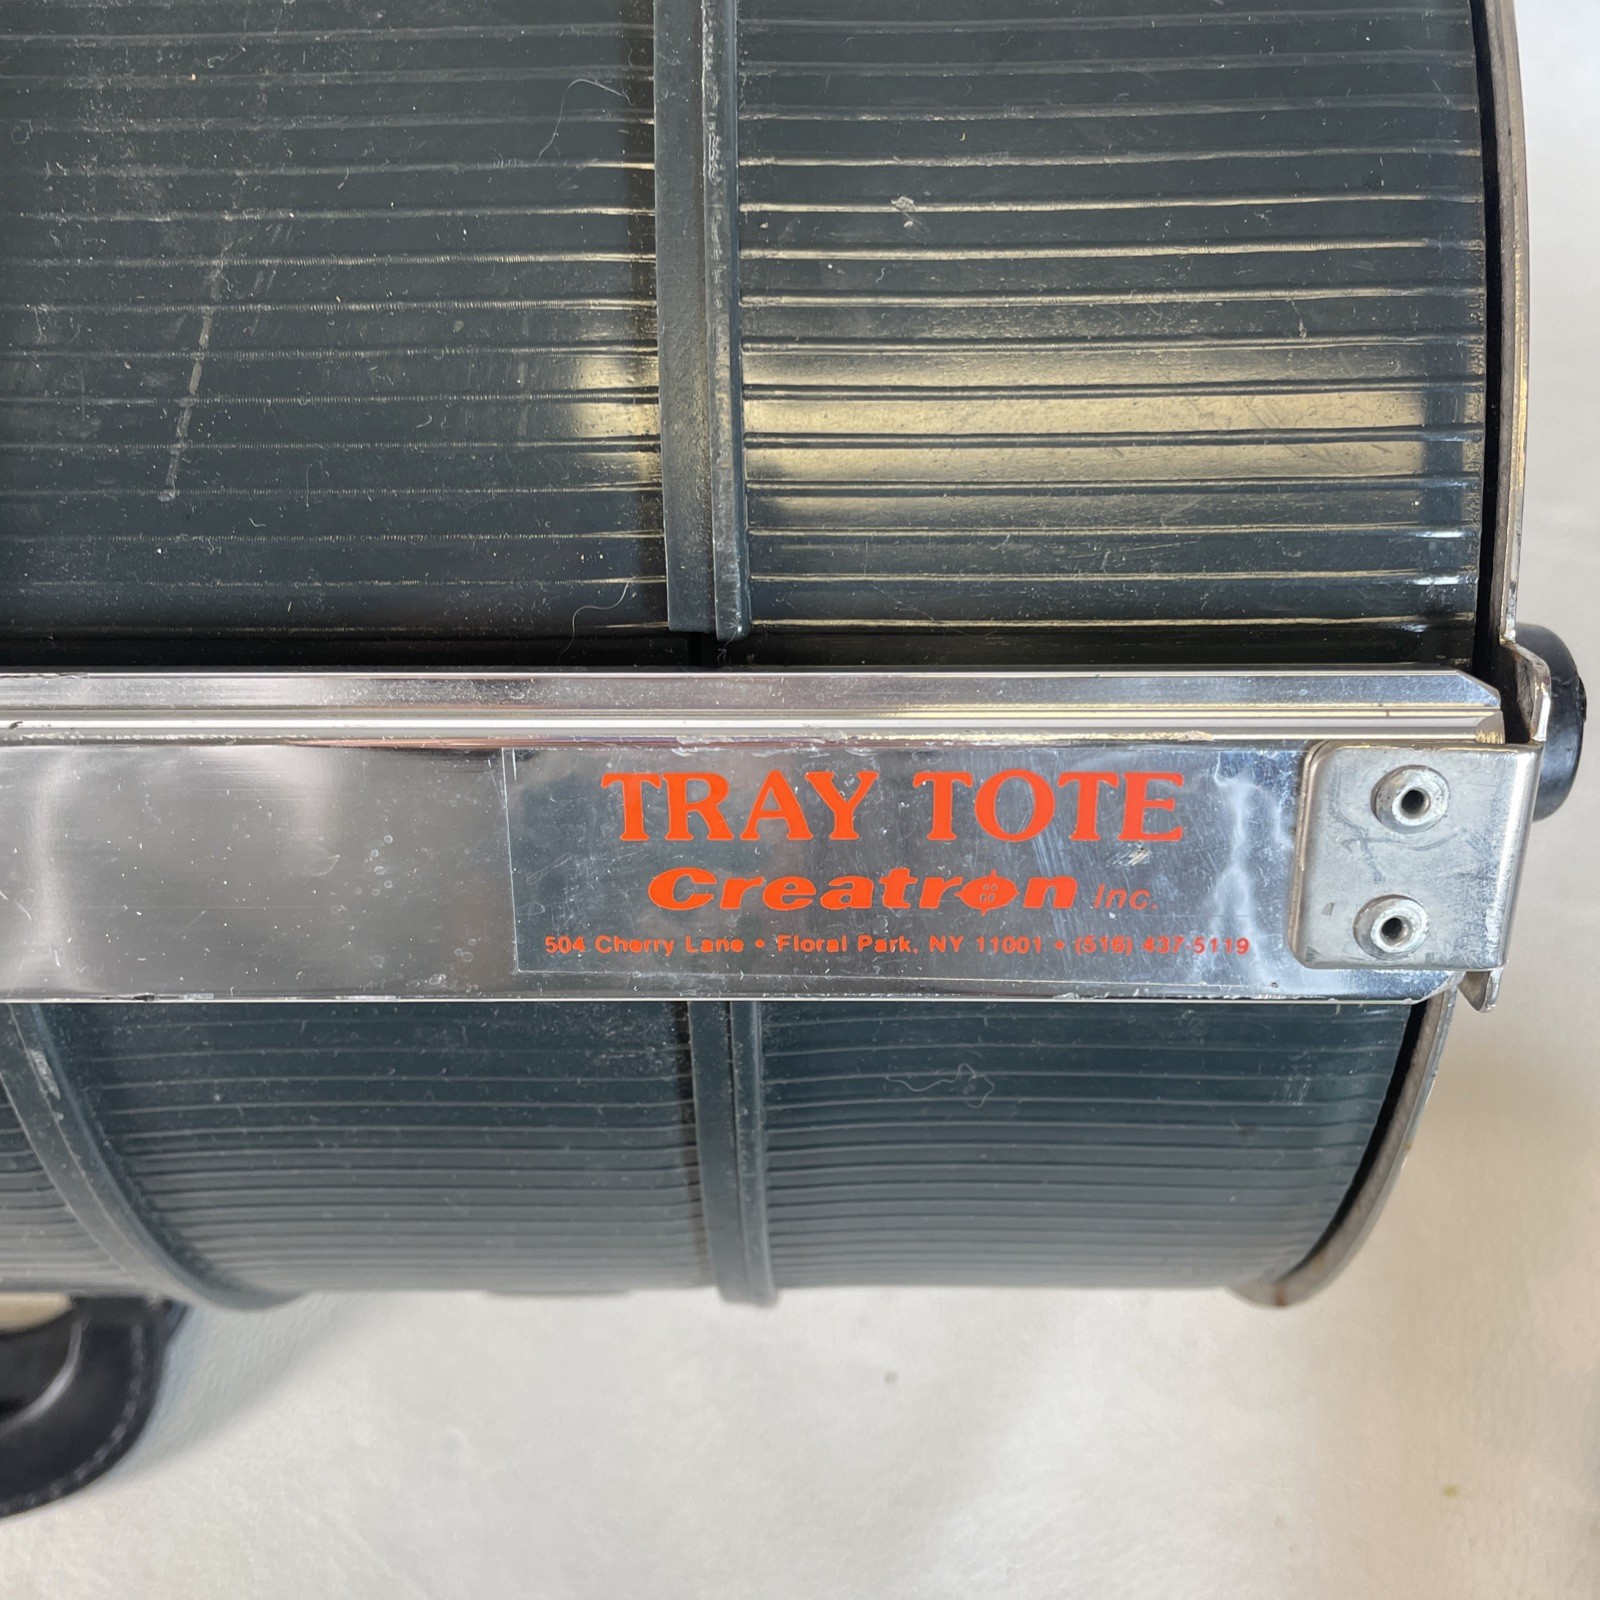 TRAY TOTE
Creatron Inc.
504 Cherry Lane • Floral Park, NY 11001 • (516) 437-5119